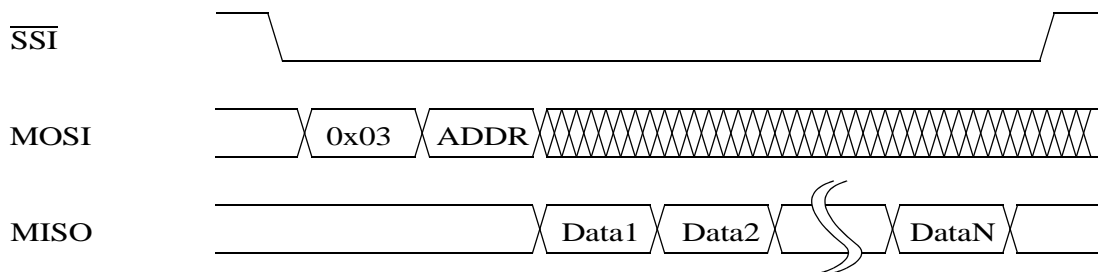 SSI
MOSI 0x03 ADDR
MISO Data1 Data2 DataN